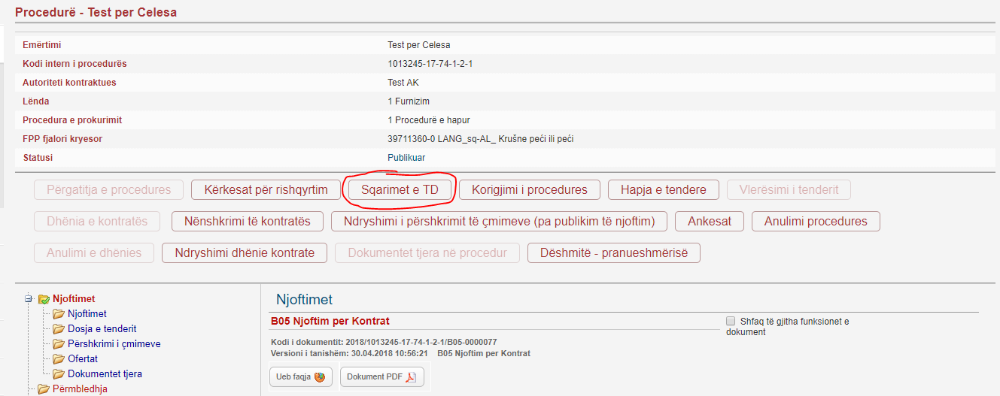 Procedurë - Test per Celesa
Emërtimi Test per Celesa
Kodi intern i procedurës 1013245-17-74-1-2-1
Autoriteti kontraktues Test AK
Lënda 1 Furnizim
Procedura e prokurimit 1 Procedurë e hapur
FPP fjalori kryesor 39711360-0 LANG_sq-AL_ Krušne peći ili peći
Statusi Publikuar
Përgatitja e procedures Kërkesat për rishqyrtim Sqarimet e TD Korigjimi i procedures Hapja e tendere Vlerësimi i tenderit
Dhënia e kontratës Nënshkrimi të kontratës Ndryshimi i përshkrimit të çmimeve (pa publikim të njoftim) Ankesat Anulimi procedures
Anulimi e dhënies Ndryshimi dhënie kontrate Dokumentet tjera në procedur Dëshmitë - pranueshmërisë
Njoftimet
Njoftimet
Dosja e tenderit
Përshkrimi i çmimeve
Ofertat
Dokumentet tjera
Përmbledhja
Njoftimet
B05 Njoftim per Kontrat
Shfaq të gjitha funksionet e
dokument
Kodi i dokumentit: 2018/1013245-17-74-1-2-1/B05-0000077
Versioni i tanishëm: 30.04.2018 10:56:21 B05 Njoftim per Kontrat
Ueb faqja Dokument PDF